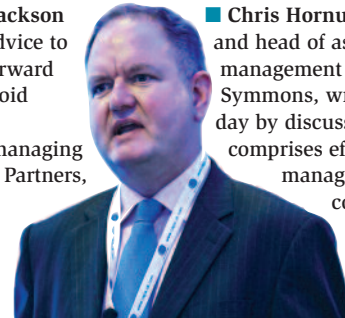 ackson
dvice to
rward
oid
managing
Partners,
■ Chris Hornu
and head of as
management
Symmons, wr
day by discuss
comprises ef
manag
co